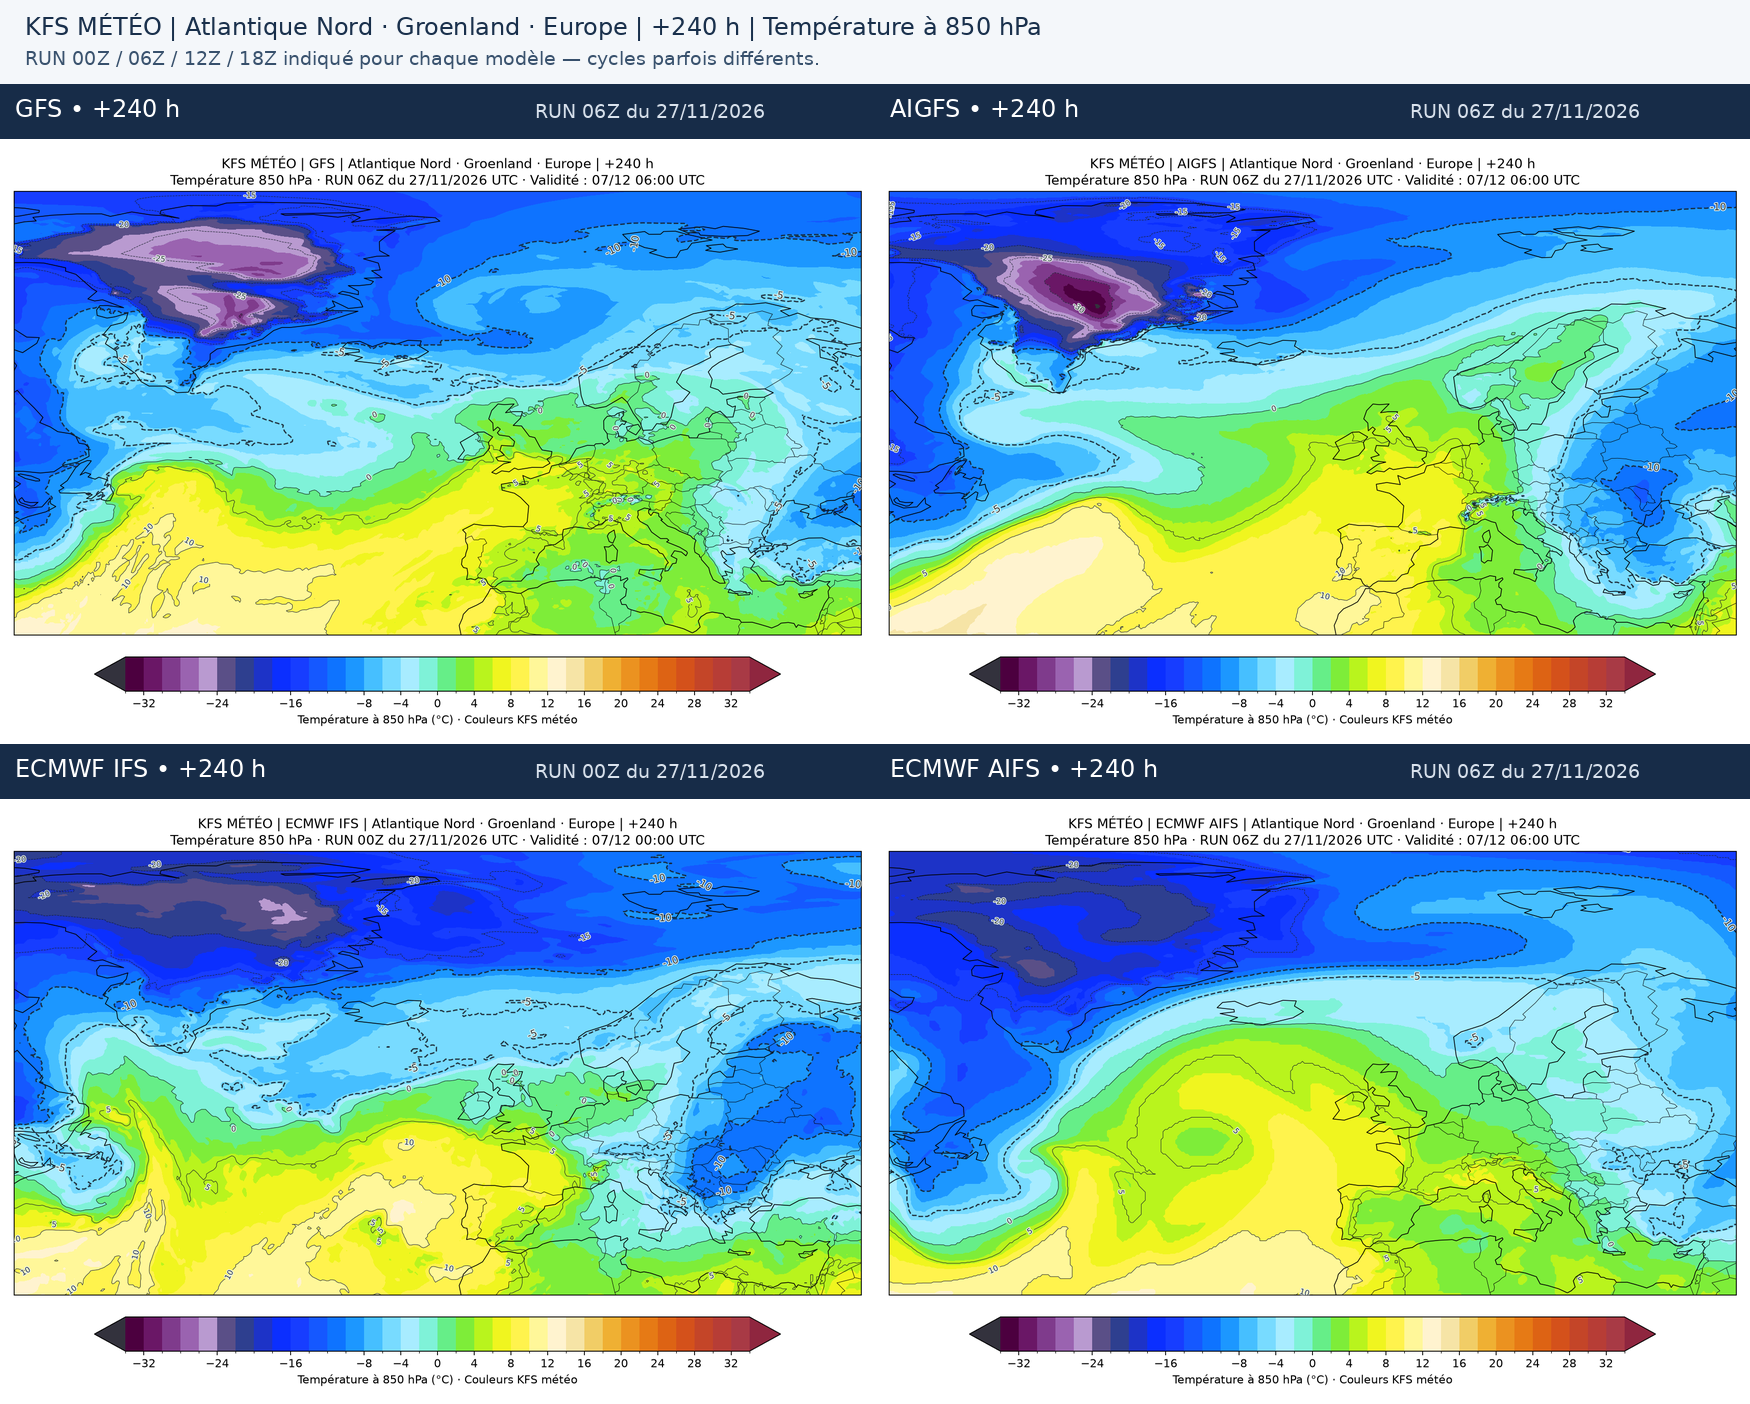 KFS MÉTÉO | Atlantique Nord · Groenland · Europe | +240 h | Température à 850 hPa
RUN 00Z / 06Z / 12Z / 18Z indiqué pour chaque modèle — cycles parfois différents.
GFS • +240 h
RUN 06Z du 27/11/2026
AIGFS • +240 h
RUN 06Z du 27/11/2026
KFS MÉTÉO | GFS | Atlantique Nord · Groenland · Europe | +240 h
Température 850 hPa · RUN 06Z du 27/11/2026 UTC · Validité : 07/12 06:00 UTC
KFS MÉTÉO | AIGFS | Atlantique Nord · Groenland · Europe | +240 h
Température 850 hPa · RUN 06Z du 27/11/2026 UTC · Validité : 07/12 06:00 UTC
−32 −24 −16 −8 −4 0 4 8 12 16 20 24 28 32
Température à 850 hPa (°C) · Couleurs KFS météo
−32 −24 −16 −8 −4 0 4 8 12 16 20 24 28 32
Température à 850 hPa (°C) · Couleurs KFS météo
ECMWF IFS • +240 h
RUN 00Z du 27/11/2026
ECMWF AIFS • +240 h
RUN 06Z du 27/11/2026
KFS MÉTÉO | ECMWF IFS | Atlantique Nord · Groenland · Europe | +240 h
Température 850 hPa · RUN 00Z du 27/11/2026 UTC · Validité : 07/12 00:00 UTC
KFS MÉTÉO | ECMWF AIFS | Atlantique Nord · Groenland · Europe | +240 h
Température 850 hPa · RUN 06Z du 27/11/2026 UTC · Validité : 07/12 06:00 UTC
−32 −24 −16 −8 −4 0 4 8 12 16 20 24 28 32
Température à 850 hPa (°C) · Couleurs KFS météo
−32 −24 −16 −8 −4 0 4 8 12 16 20 24 28 32
Température à 850 hPa (°C) · Couleurs KFS météo